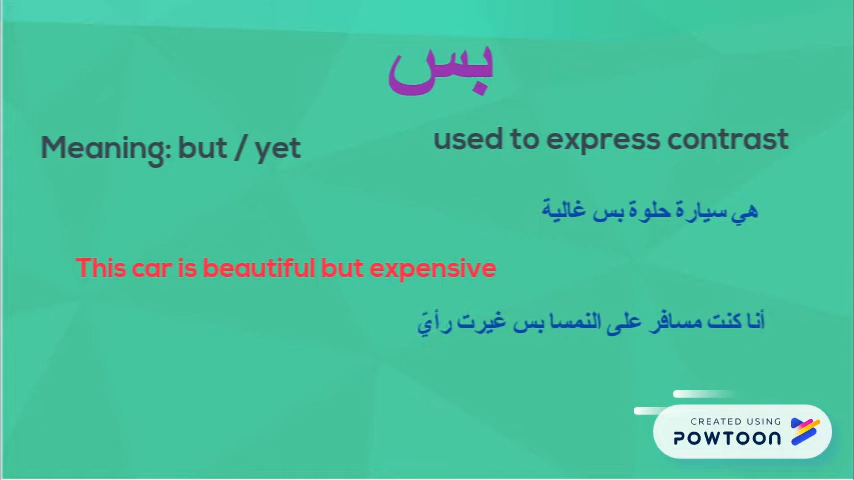 بس
Meaning: but / yet
used to express contrast
هي سيارة حلوة بس غالية
This car is beautiful but expensive
أنا كنت مسافر على النمسا بس غيرت رأيّ
CREATED USING
POWTOON